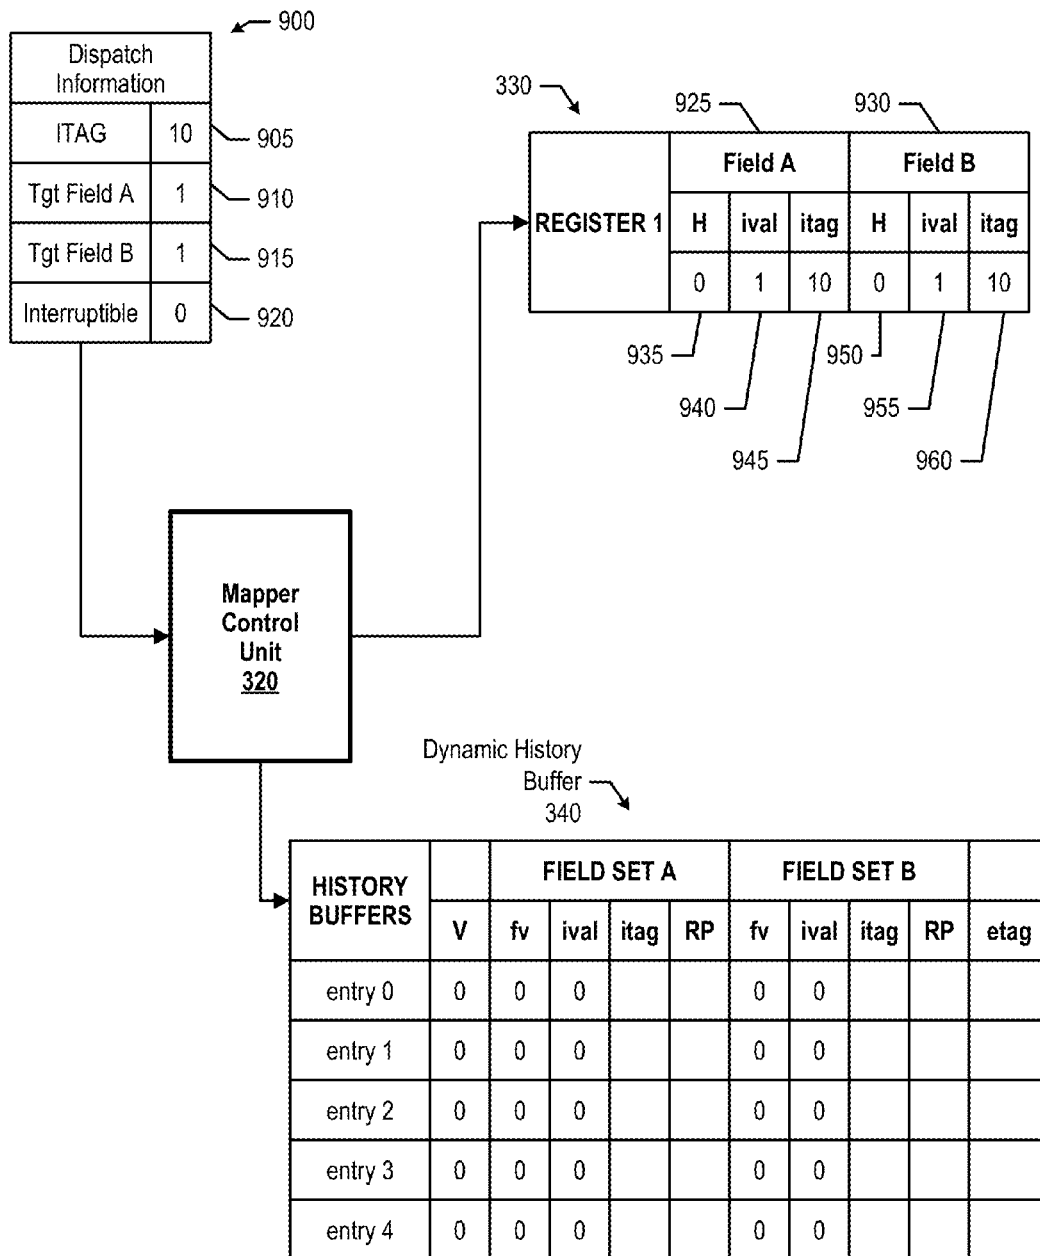 900
Dispatch
Information
ITAG 10
905
Tgt Field A 1
910
Tgt Field B 1
915
Interruptible 0
920
330
925
930
REGISTER 1
Field A Field B
H ival itag H ival itag
0 1 10 0 1 10
935
950
940
955
945
960
Mapper
Control
Unit
320
Dynamic History
Buffer
340
HISTORY
BUFFERS
FIELD SET A FIELD SET B
V fv ival itag RP fv ival itag RP etag
entry 0 0 0 0 0 0
entry 1 0 0 0 0 0
entry 2 0 0 0 0 0
entry 3 0 0 0 0 0
entry 4 0 0 0 0 0